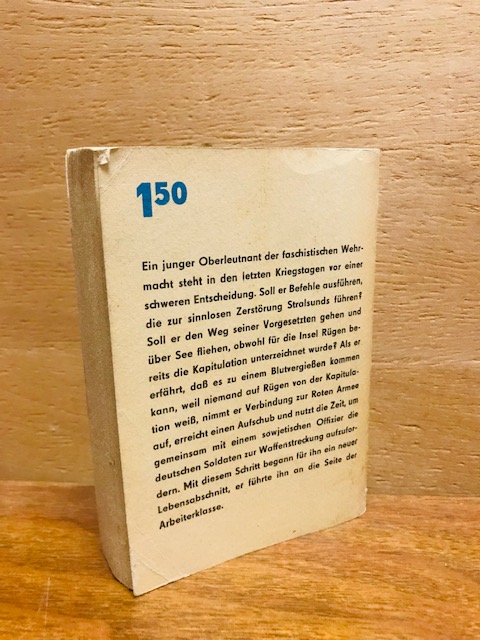 150
Ein junger Oberleutnant der faschistischen Wehr-
macht steht in den letzten Kriegstagen vor einer
schweren Entscheidung. Soll er Befehle ausführen,
die zur sinnlosen Zerstörung Stralsunds führen?
Soll er den Weg seiner Vorgesetzten gehen und
über See fliehen, obwohl für die Insel Rügen be-
reits die Kapitulation unterzeichnet wurde? Als er
erfährt, daß es zu einem Blutvergießen kommen
kann, weil niemand auf Rügen von der Kapitula-
tion weiß, nimmt er Verbindung zur Roten Armee
auf, erreicht einen Aufschub und nutzt die Zeit, um
gemeinsam mit einem sowjetischen Offizier die
deutschen Soldaten zur Waffenstreckung aufzufor-
dern. Mit diesem Schritt begann für ihn ein neuer
Lebensabschnitt, er führte ihn an die Seite der
Arbeiterklasse.